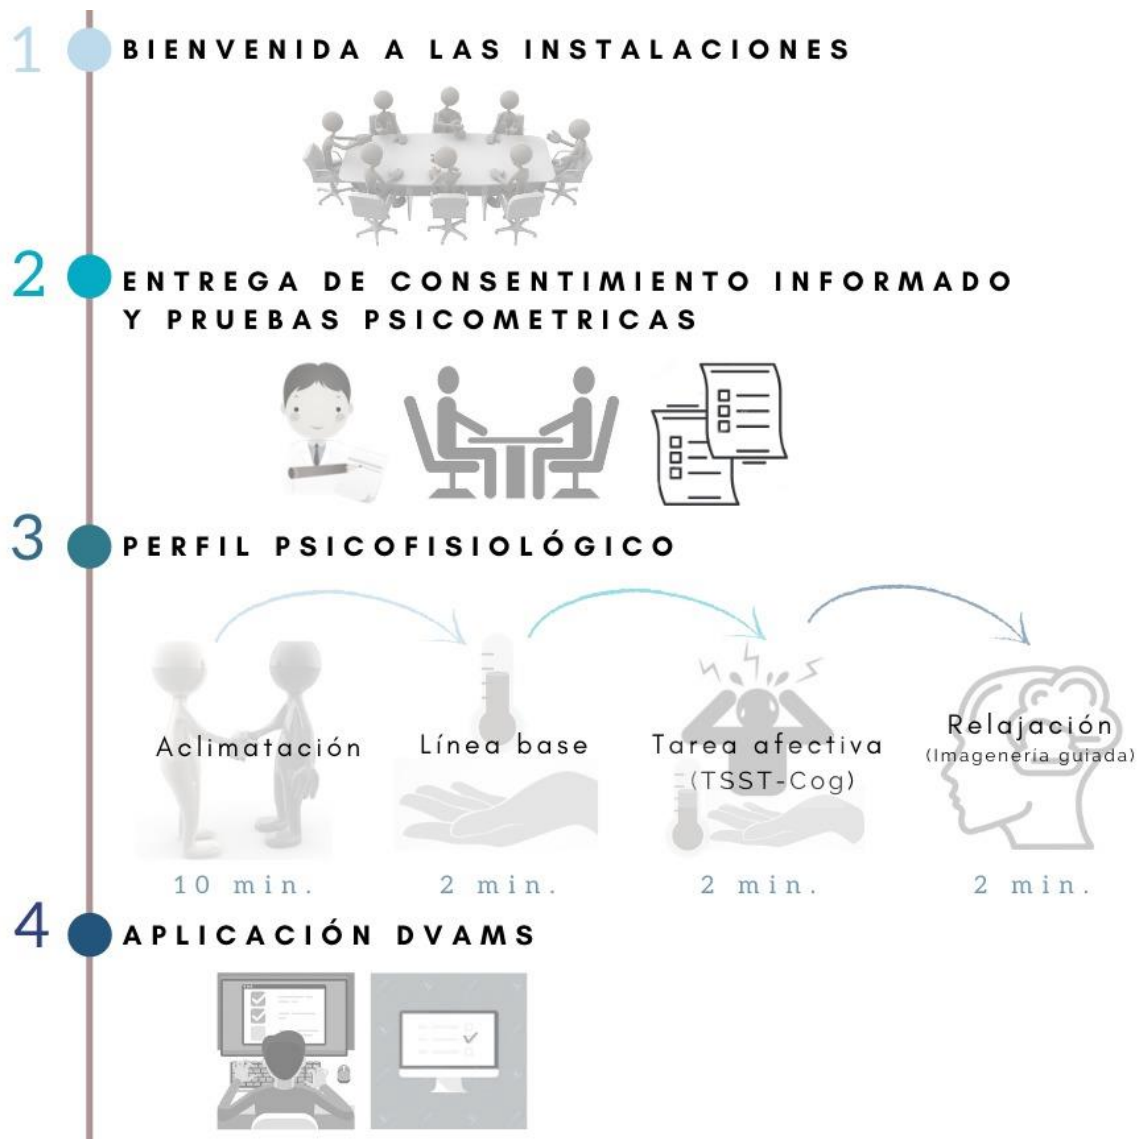 1 BIENVENIDA A LAS INSTALACIONES
2 ENTREGA DE CONSENTIMIENTO INFORMADO
Y PRUEBAS PSICOMETRICAS
3 PERFIL PSICOFISIOLÓGICO
Aclimatación
Línea base
Tarea afectiva
(TSST-Cog)
Relajación
(Imagenería guiada)
10 min.
2 min.
2 min.
2 min.
4 APLICACIÓN DVAMS